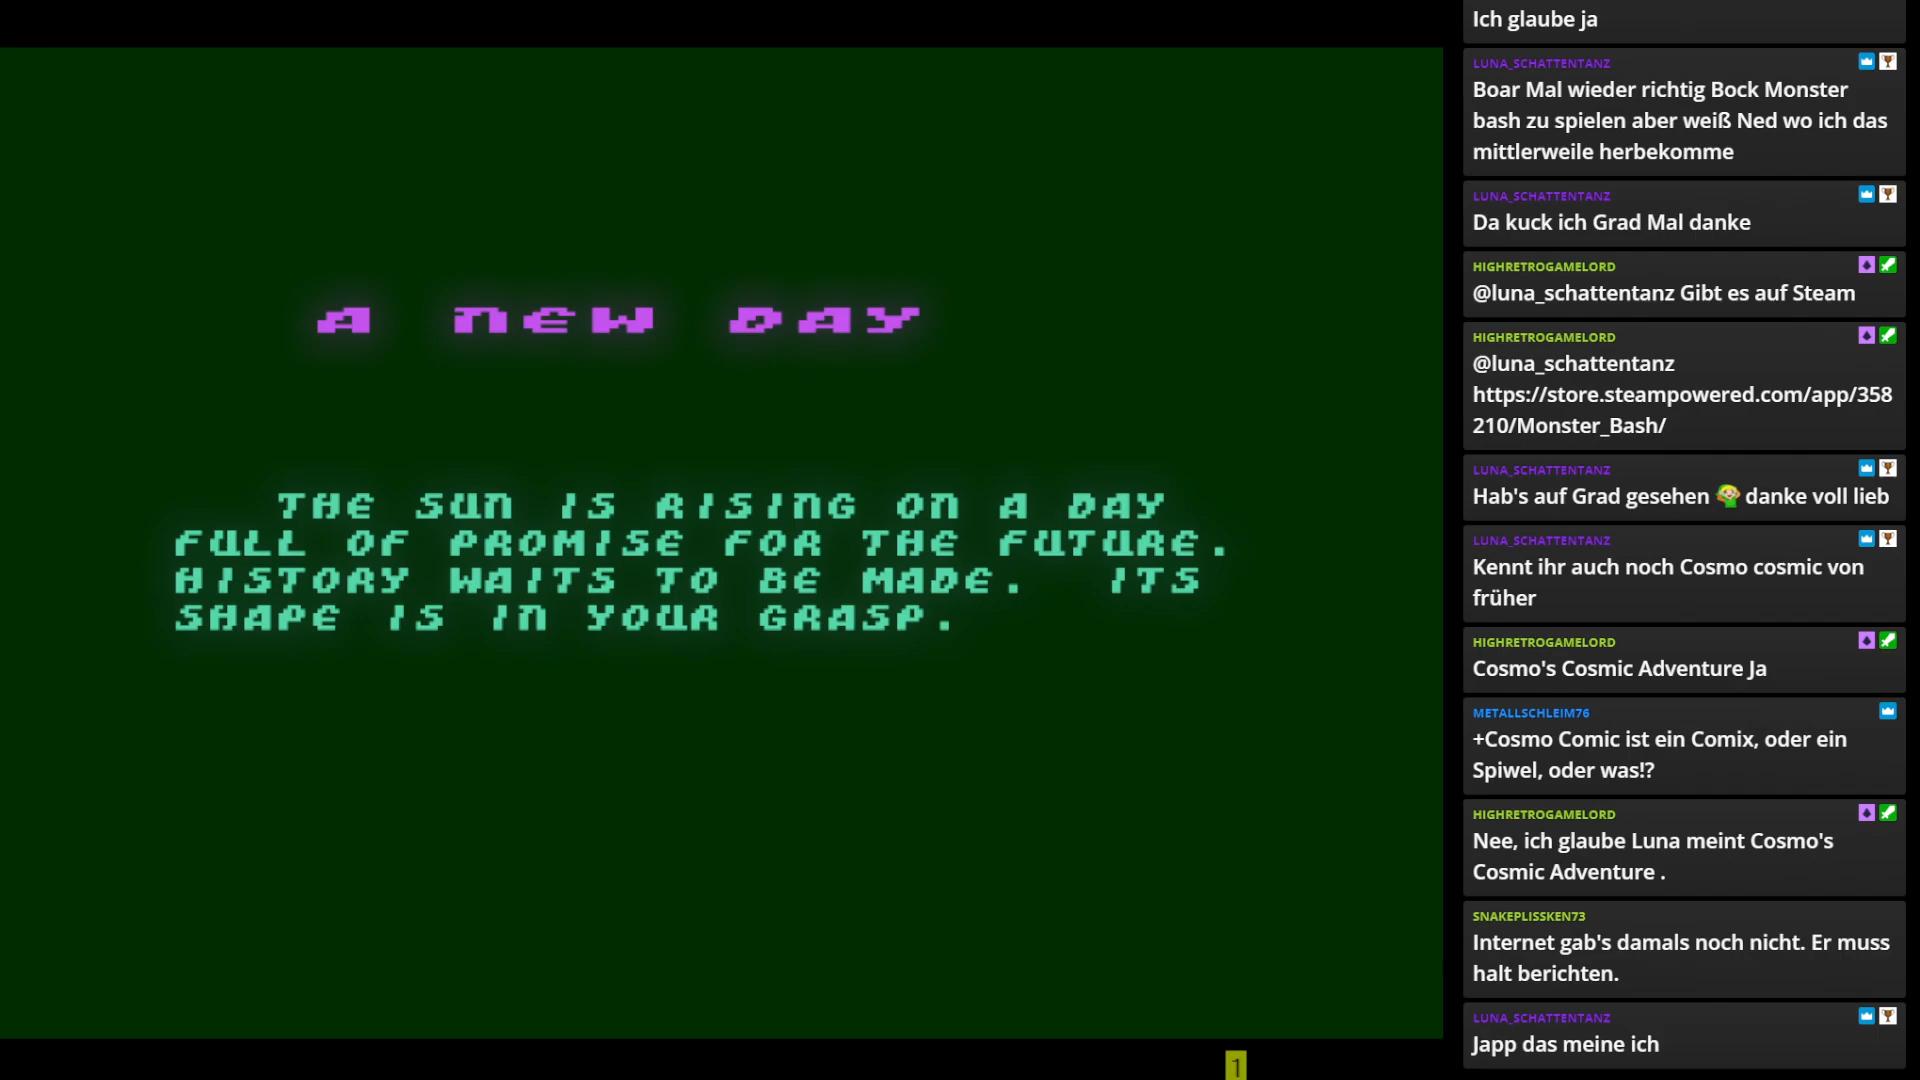 A NEW DAY
THE SUN IS RISING ON A DAY
FULL OF PROMISE FOR THE FUTURE.
HISTORY WAITS TO BE MADE. ITS
SHAPE IS IN YOUR GRASP.
1
Ich glaube ja
LUNA_SCHATTENTANZ
Boar Mal wieder richtig Bock Monster
bash zu spielen aber weiß Ned wo ich das
mittlerweile herbekomme
LUNA_SCHATTENTANZ
Da kuck ich Grad Mal danke
HIGHRETROGAMELORD
@luna_schattentanz Gibt es auf Steam
HIGHRETROGAMELORD
@luna_schattentanz
https://store.steampowered.com/app/358
210/Monster_Bash/
LUNA_SCHATTENTANZ
Hab's auf Grad gesehen danke voll lieb
LUNA_SCHATTENTANZ
Kennt ihr auch noch Cosmo cosmic von
früher
HIGHRETROGAMELORD
Cosmo's Cosmic Adventure Ja
METALLSCHLEIM76
+Cosmo Comic ist ein Comix, oder ein
Spiwel, oder was!?
HIGHRETROGAMELORD
Nee, ich glaube Luna meint Cosmo's
Cosmic Adventure .
SNAKEPLISSKEN73
Internet gab's damals noch nicht. Er muss
halt berichten.
LUNA_SCHATTENTANZ
Japp das meine ich